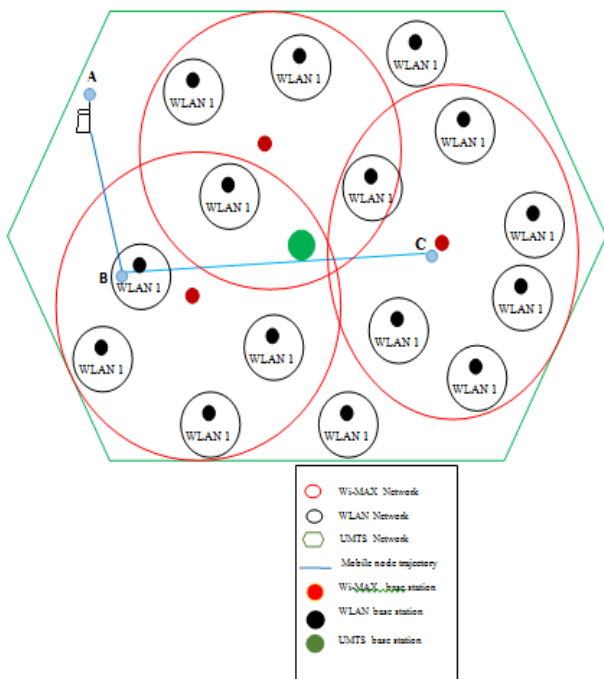 WLAN 1
A
WLAN 1
WLAN 1
WLAN 1
WLAN 1
WLAN 1
WLAN 1
WLAN 1
C
B
WLAN 1
WLAN 1
WLAN 1
WLAN 1
WLAN 1
WLAN 1
WLAN 1
WLAN 1
Wi-MAX Network
WLAN Network
UMTS Network
Mobile node trajectory
Wi-MAX base station
WLAN base station
UMTS base station